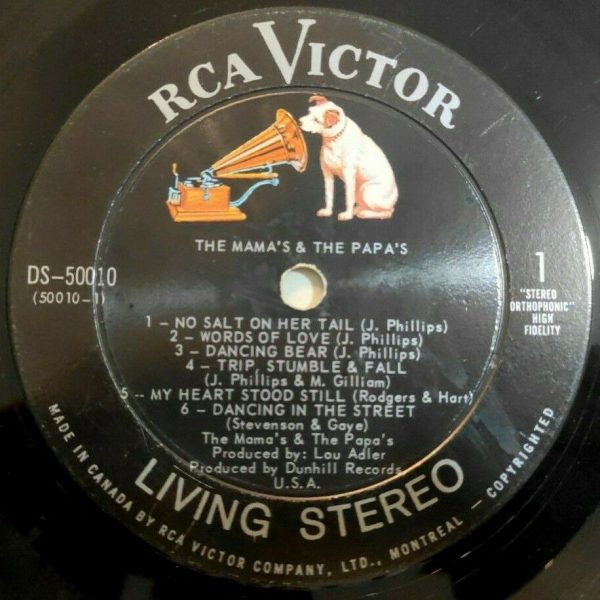 RCA VICTOR
THE MAMA'S & THE PAPA'S
DS-50010
(50010-1)
1
"STEREO
ORTHOPHONIC"
HIGH
FIDELITY
1 – NO SALT ON HER TAIL (J. Phillips)
2 – WORDS OF LOVE (J. Phillips)
3 – DANCING BEAR (J. Phillips)
4 – TRIP, STUMBLE & FALL
(J. Phillips & M. Gilliam)
5 -- MY HEART STOOD STILL (Rodgers & Hart)
6 – DANCING IN THE STREET
(Stevenson & Gaye)
The Mama's & The Papa's
Produced by: Lou Adler
Produced by Dunhill Records,
U.S.A.
LIVING STEREO
MADE IN CANADA BY RCA VICTOR COMPANY, LTD., MONTREAL – COPYRIGHTED